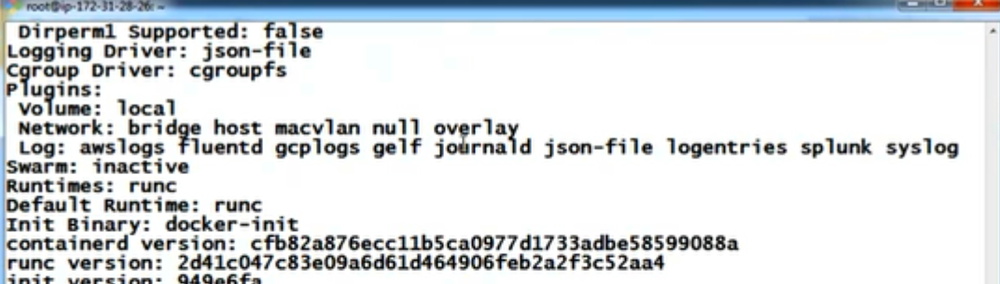 root@ip-172-31-28-26: ~
Dirperm1 Supported: false
Logging Driver: json-file
Cgroup Driver: cgroupfs
Plugins:
Volume: local
Network: bridge host macvlan null overlay
Log: awslogs fluentd gcplogs gelf journald json-file logentries splunk syslog
Swarm: inactive
Runtimes: runc
Default Runtime: runc
Init Binary: docker-init
containerd version: cfb82a876ecc11b5ca0977d1733adbe58599088a
runc version: 2d41c047c83e09a6d61d464906feb2a2f3c52aa4
init version: 949e6fa